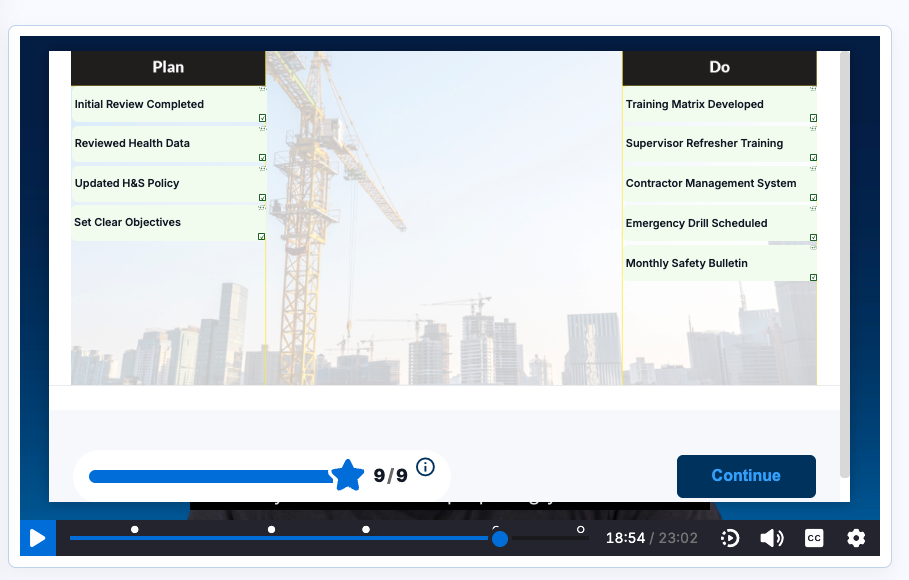 Plan
Do
Initial Review Completed
Training Matrix Developed
Reviewed Health Data
Supervisor Refresher Training
Updated H&S Policy
Contractor Management System
Set Clear Objectives
Emergency Drill Scheduled
Monthly Safety Bulletin
9/9
Continue
18:54 / 23:02
CC